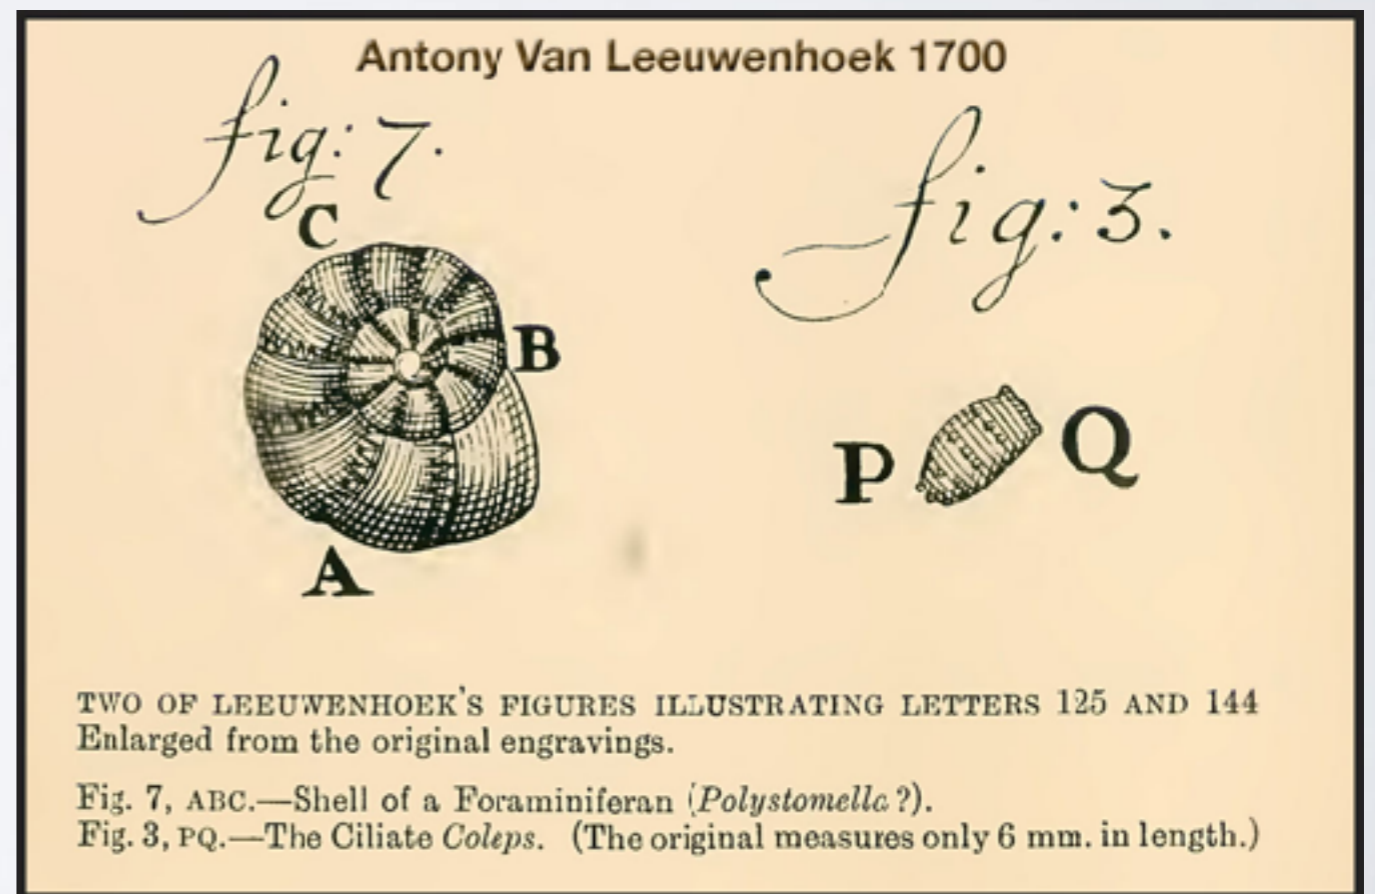 Antony Van Leeuwenhoek 1700
fig: 7.
fig: 3.
C
B
A
P
Q
TWO OF LEEUWENHOEK'S FIGURES ILLUSTRATING LETTERS 125 AND 144
Enlarged from the original engravings.
Fig. 7, ABC.—Shell of a Foraminiferan (Polystomella ?).
Fig. 3, PQ.—The Ciliate Coleps. (The original measures only 6 mm. in length.)